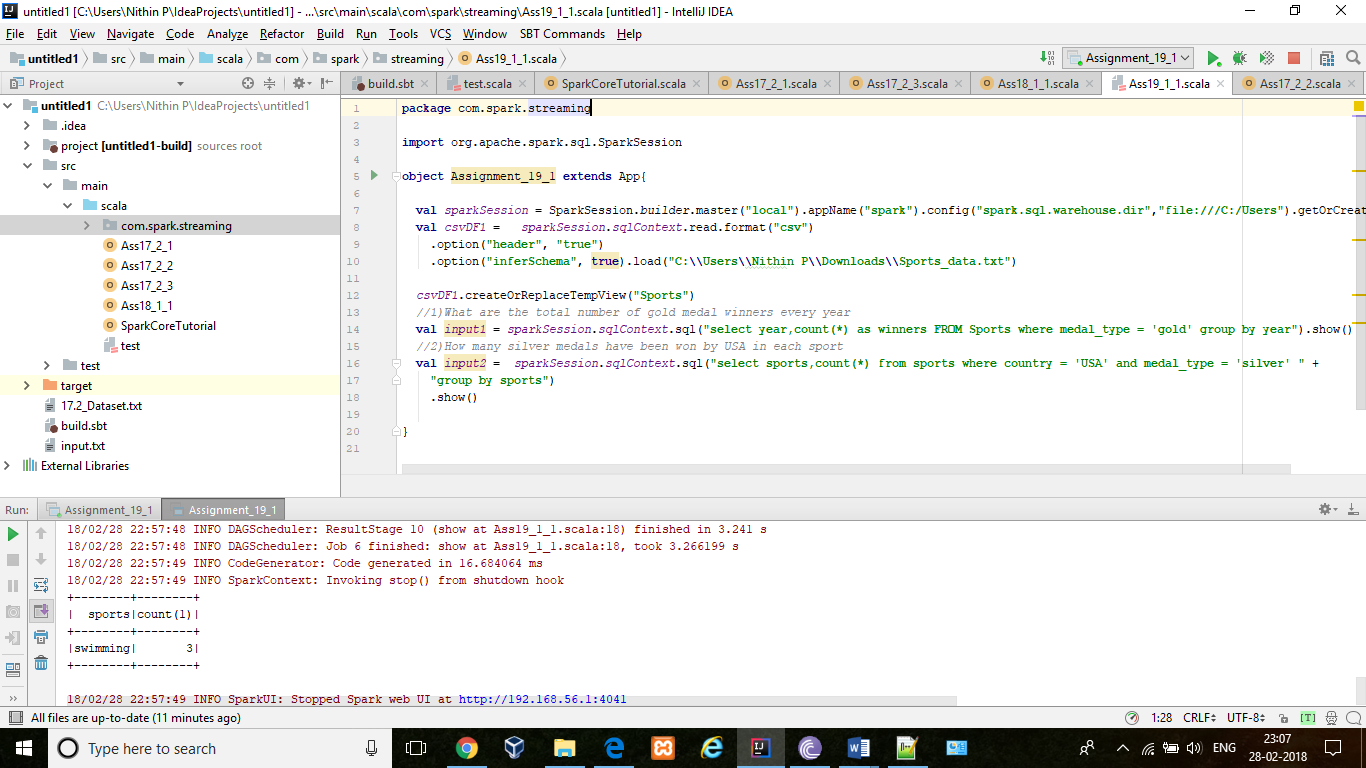 untitled1 [C:\Users\Nithin P\IdeaProjects\untitled1] - ...\src\main\scala\com\spark\streaming\Ass19_1_1.scala [untitled1] - IntelliJ IDEA
File Edit View Navigate Code Analyze Refactor Build Run Tools VCS Window SBT Commands Help
untitled1 src main scala com spark streaming Ass19_1_1.scala
Assignment_19_1
Project
build.sbt test.scala SparkCoreTutorial.scala Ass17_2_1.scala Ass17_2_3.scala Ass18_1_1.scala Ass19_1_1.scala Ass17_2_2.scala
untitled1 C:\Users\Nithin P\IdeaProjects\untitled1
.idea
project [untitled1-build] sources root
src
main
scala
com.spark.streaming
Ass17_2_1
Ass17_2_2
Ass17_2_3
Ass18_1_1
SparkCoreTutorial
test
test
target
17.2_Dataset.txt
build.sbt
input.txt
External Libraries
1 package com.spark.streaming
2
3 import org.apache.spark.sql.SparkSession
4
5 object Assignment_19_1 extends App{
6
7 val sparkSession = SparkSession.builder.master("local").appName("spark").config("spark.sql.warehouse.dir","file:///C:/Users").getOrCreat
8 val csvDF1 = sparkSession.sqlContext.read.format("csv")
9 .option("header", "true")
10 .option("inferSchema", true).load("C:\\Users\\Nithin P\\Downloads\\Sports_data.txt")
11
12 csvDF1.createOrReplaceTempView("Sports")
13 //1)What are the total number of gold medal winners every year
14 val input1 = sparkSession.sqlContext.sql("select year,count(*) as winners FROM Sports where medal_type = 'gold' group by year").show()
15 //2)How many silver medals have been won by USA in each sport
16 val input2 = sparkSession.sqlContext.sql("select sports,count(*) from sports where country = 'USA' and medal_type = 'silver' " +
17 "group by sports")
18 .show()
19
20 }
21
Run: Assignment_19_1 Assignment_19_1
18/02/28 22:57:48 INFO DAGScheduler: ResultStage 10 (show at Ass19_1_1.scala:18) finished in 3.241 s
18/02/28 22:57:48 INFO DAGScheduler: Job 6 finished: show at Ass19_1_1.scala:18, took 3.266199 s
18/02/28 22:57:49 INFO CodeGenerator: Code generated in 16.684064 ms
18/02/28 22:57:49 INFO SparkContext: Invoking stop() from shutdown hook
+--------+--------+
|  sports|count(1)|
+--------+--------+
|swimming|       3|
+--------+--------+
18/02/28 22:57:49 INFO SparkUI: Stopped Spark web UI at http://192.168.56.1:4041
All files are up-to-date (11 minutes ago)
1:28 CRLF UTF-8 [T]
Type here to search
ENG
23:07
28-02-2018